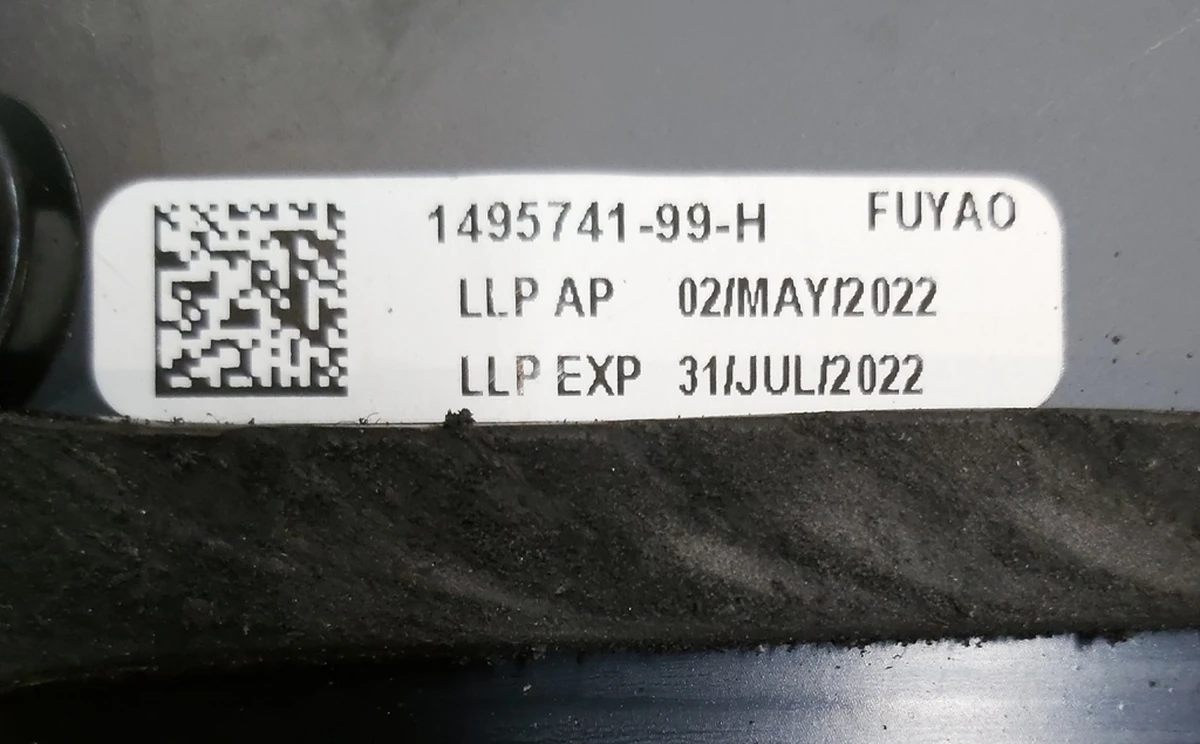 1495741-99-H FUYAO
LLP AP 02/MAY/2022
LLP EXP 31/JUL/2022